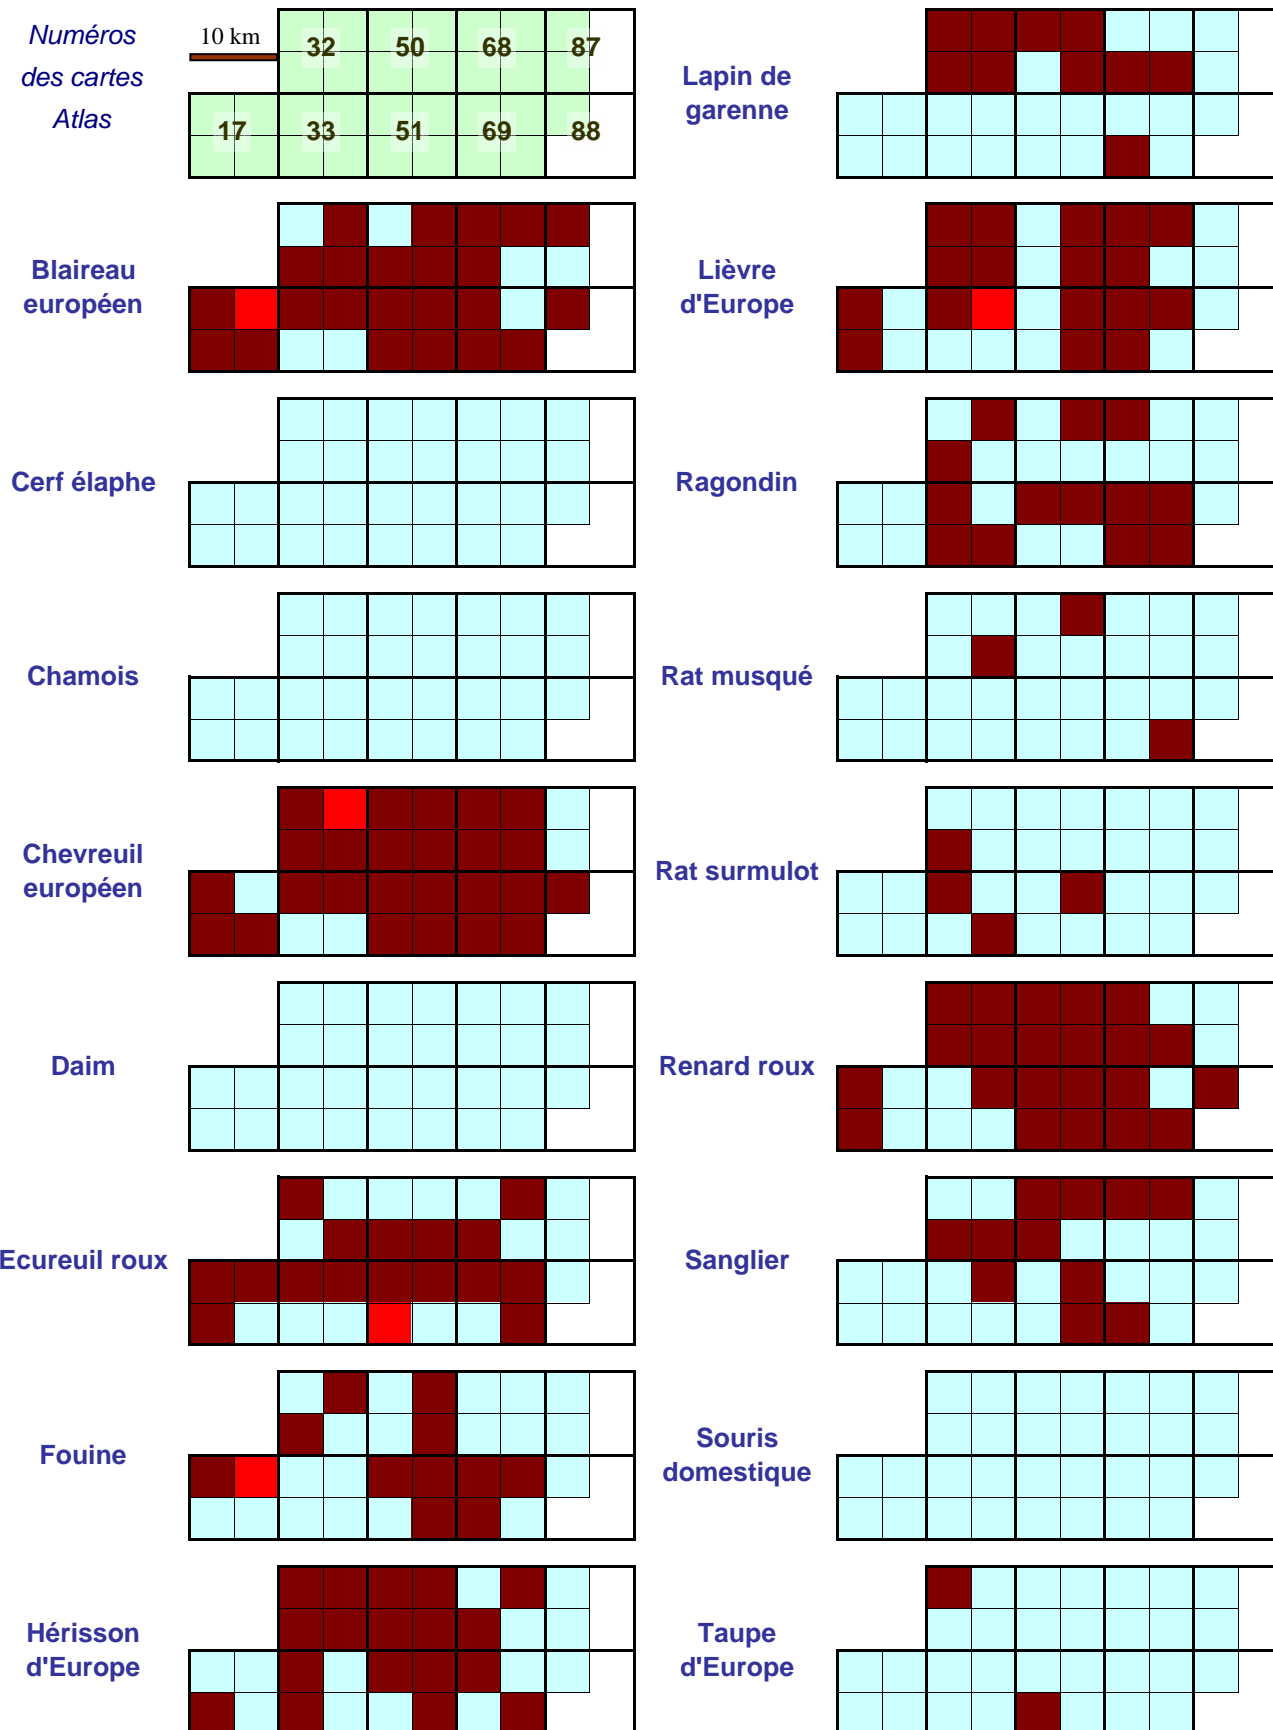 Numéros
des cartes
Atlas
10 km
32
50
68
87
17
33
51
69
88
Lapin de
garenne
Blaireau
européen
Lièvre
d'Europe
Cerf élaphe
Ragondin
Chamois
Rat musqué
Chevreuil
européen
Rat surmulot
Daim
Renard roux
Ecureuil roux
Sanglier
Fouine
Souris
domestique
Hérisson
d'Europe
Taupe
d'Europe